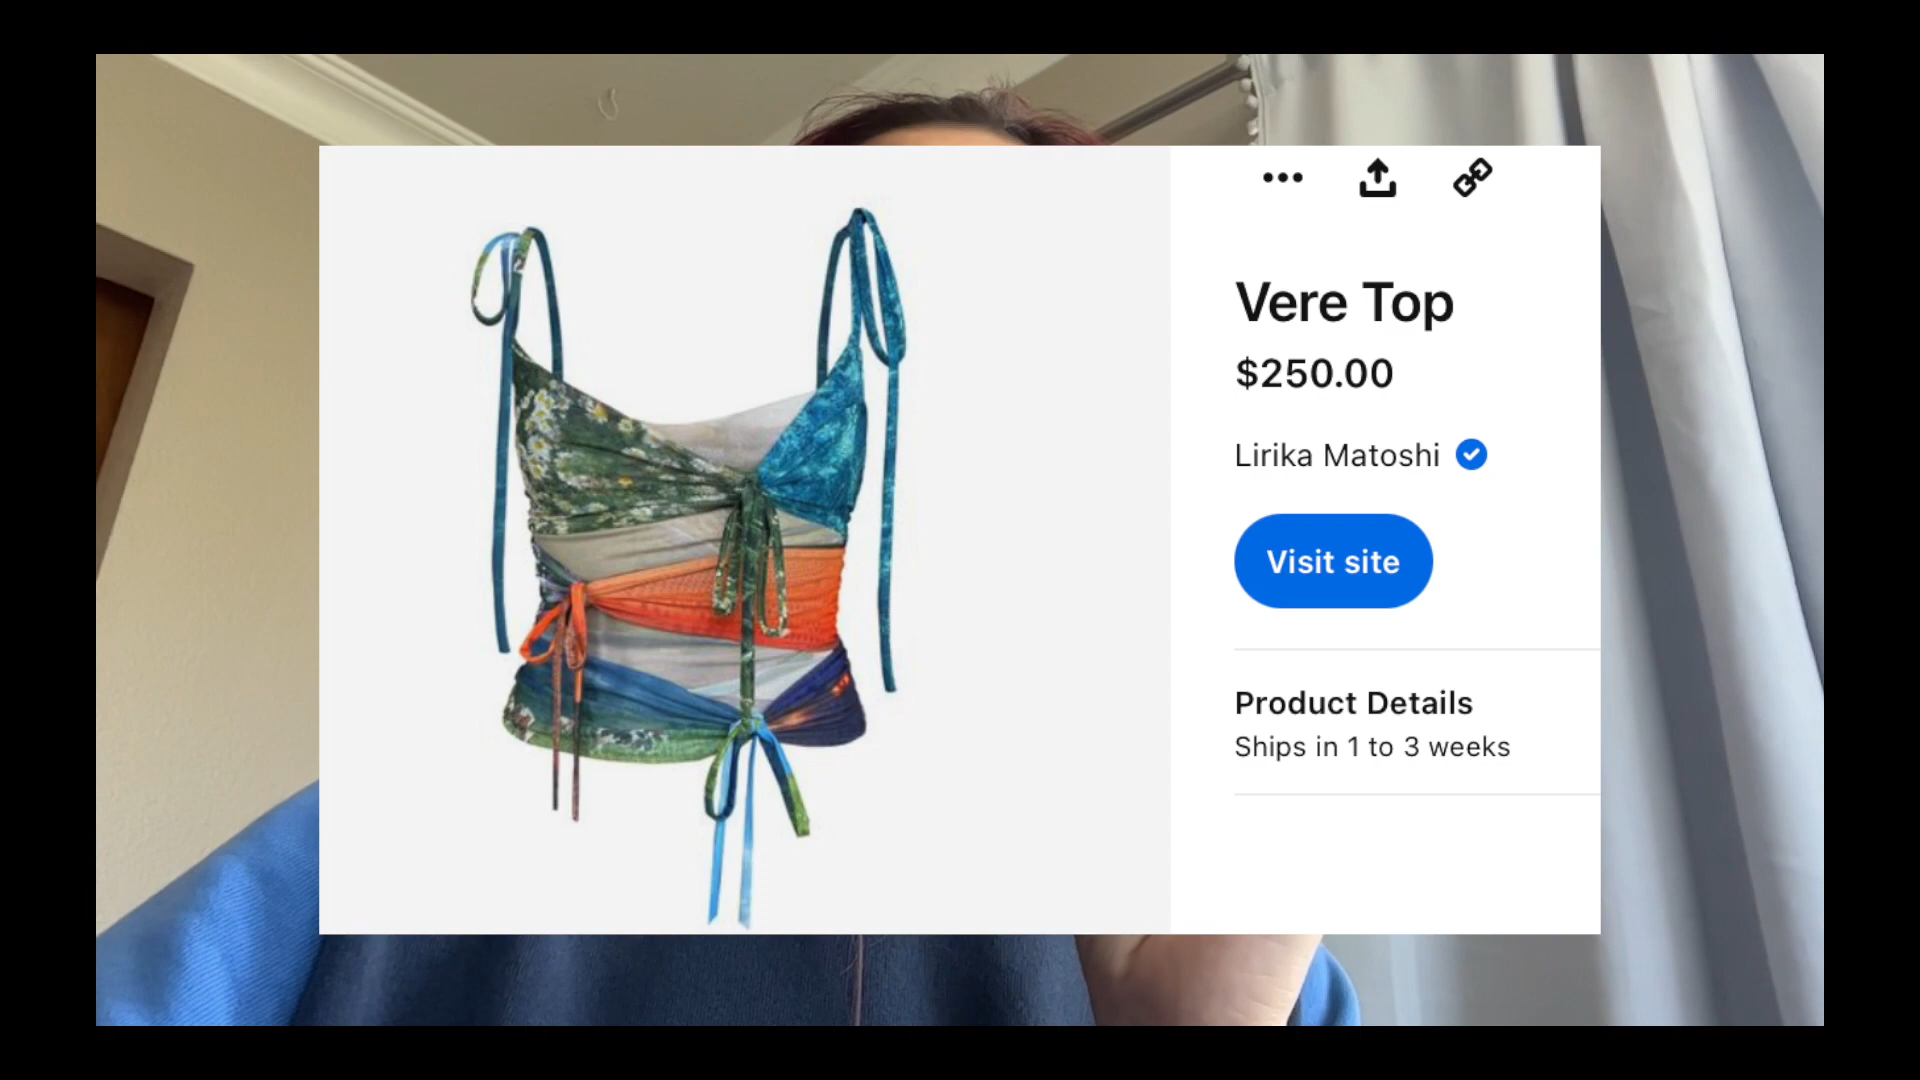 Vere Top
$250.00
Lirika Matoshi
Visit site
Product Details
Ships in 1 to 3 weeks